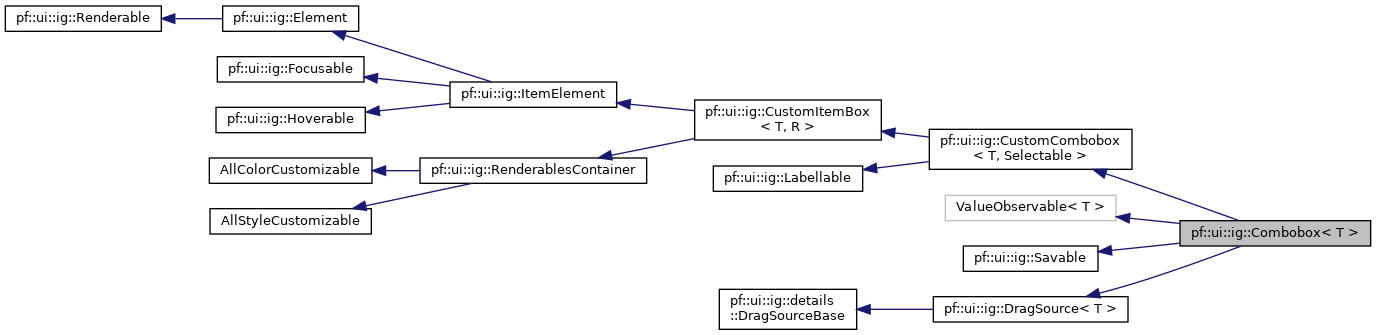 pf::ui::ig::Renderable
pf::ui::ig::Element
pf::ui::ig::Focusable
pf::ui::ig::ItemElement
pf::ui::ig::Hoverable
pf::ui::ig::CustomItemBox
< T, R >
pf::ui::ig::CustomCombobox
< T, Selectable >
AllColorCustomizable
pf::ui::ig::RenderablesContainer
pf::ui::ig::Labellable
AllStyleCustomizable
ValueObservable< T >
pf::ui::ig::Combobox< T >
pf::ui::ig::Savable
pf::ui::ig::details
::DragSourceBase
pf::ui::ig::DragSource< T >